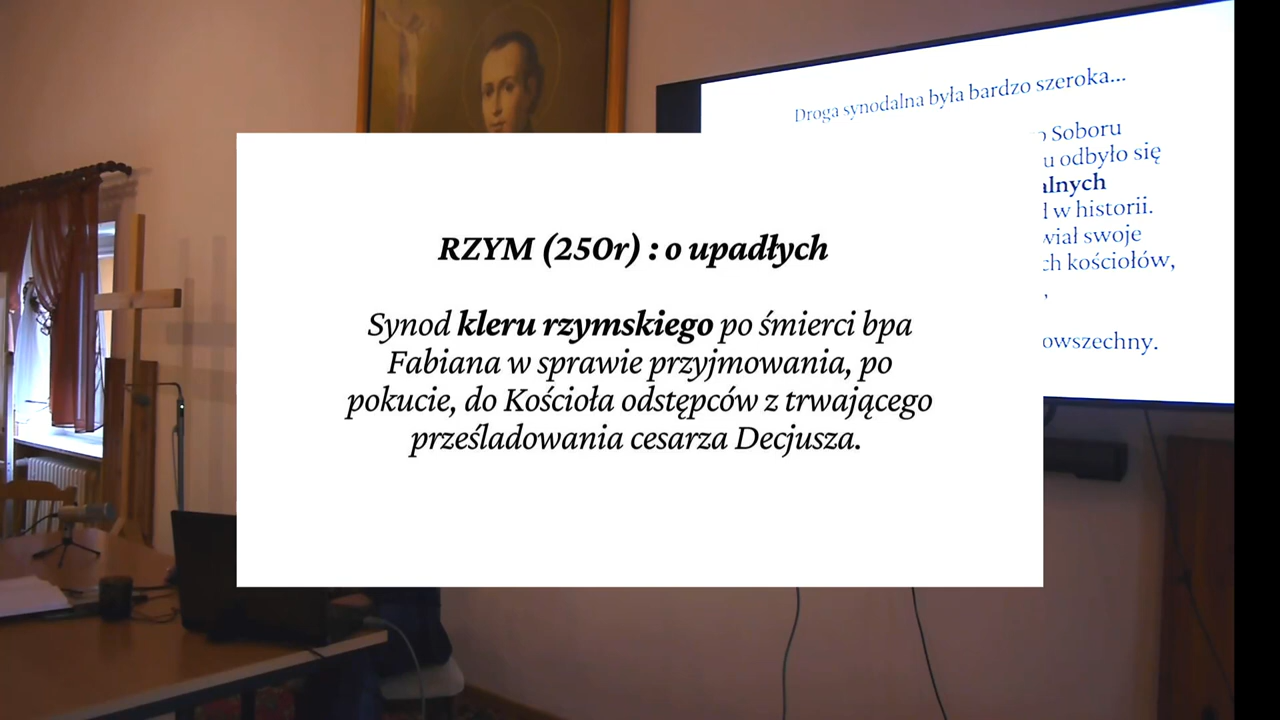 Droga synodalna była bardzo szeroka...
Soboru
u odbyło się
alnych
w historii.
wiał swoje
ch kościołów,
owszechny.
RZYM (250r) : o upadłych
Synod kleru rzymskiego po śmierci bpa
Fabiana w sprawie przyjmowania, po
pokucie, do Kościoła odstępców z trwającego
prześladowania cesarza Decjusza.